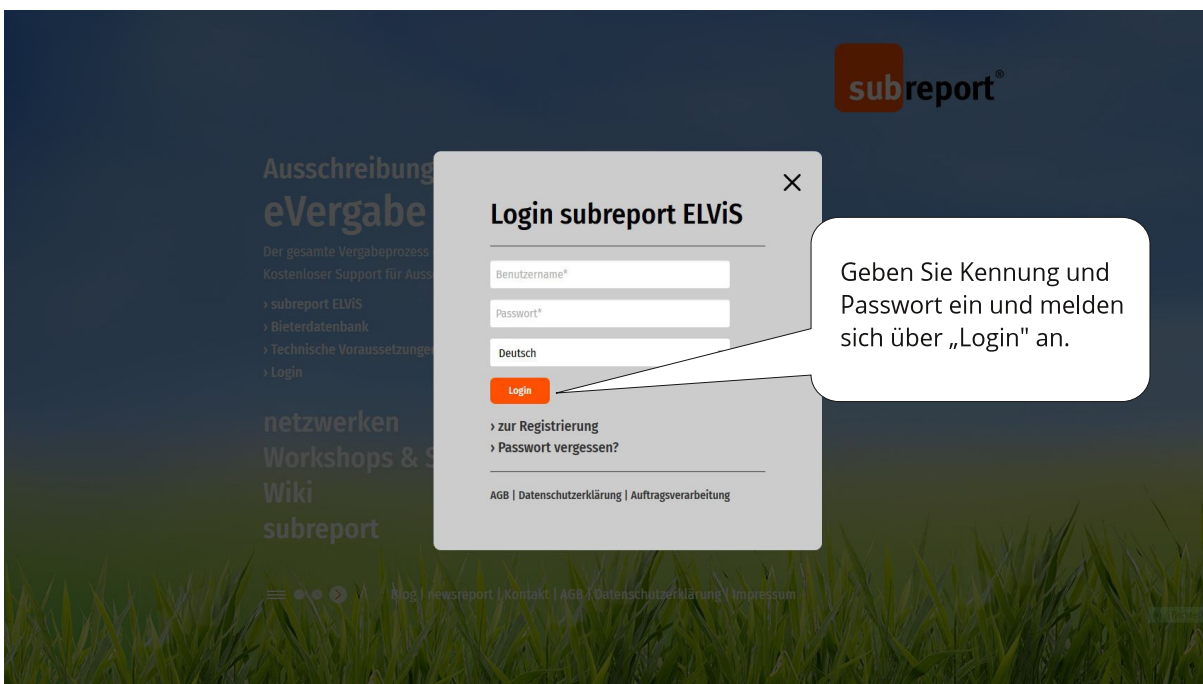 subreport®
Ausschreibung
eVergabe
Der gesamte Vergabeprozess
Kostenloser Support für Auss
› subreport ELViS
› Bieterdatenbank
› Technische Voraussetzunge
› Login
netzwerken
Workshops & S
Wiki
subreport
Login subreport ELViS
Benutzername*
Passwort*
Deutsch
Login
› zur Registrierung
› Passwort vergessen?
AGB | Datenschutzerklärung | Auftragsverarbeitung
Geben Sie Kennung und
Passwort ein und melden
sich über „Login" an.
Blog | newsreport | Kontakt | AGB | Datenschutzerklärung | Impressum